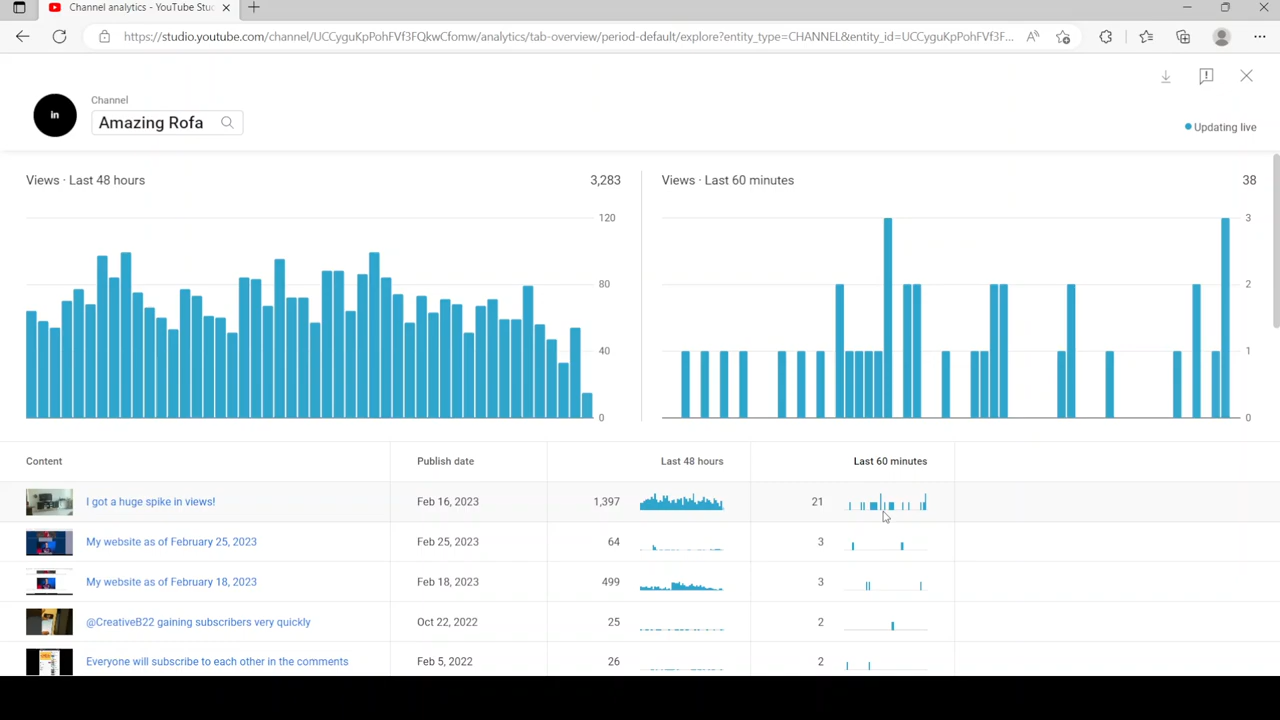 Channel analytics - YouTube Stu
https://studio.youtube.com/channel/UCCyguKpPohFVf3FQkwCfomw/analytics/tab-overview/period-default/explore?entity_type=CHANNEL&entity_id=UCCyguKpPohFVf3F...
in
Channel
Amazing Rofa
Updating live
Views · Last 48 hours 3,283
Views · Last 60 minutes 38
120
80
40
0
3
2
1
0
Content Publish date Last 48 hours Last 60 minutes
I got a huge spike in views! Feb 16, 2023 1,397 21
My website as of February 25, 2023 Feb 25, 2023 64 3
My website as of February 18, 2023 Feb 18, 2023 499 3
@CreativeB22 gaining subscribers very quickly Oct 22, 2022 25 2
Everyone will subscribe to each other in the comments Feb 5, 2022 26 2